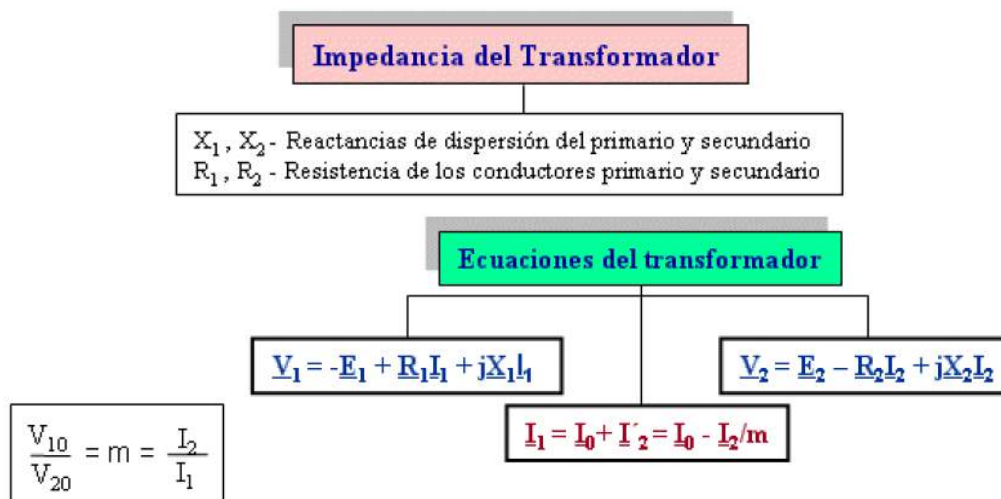 Impedancia del Transformador
X₁ , X₂ - Reactancias de dispersión del primario y secundario
R₁ , R₂ - Resistencia de los conductores primario y secundario
Ecuaciones del transformador
V₁ = -E₁ + R₁I₁ + jX₁I₁
V₂ = E₂ – R₂I₂ + jX₂I₂
I₁ = I₀ + I´₂ = I₀ - I₂/m
V₁₀/V₂₀ = m = I₂/I₁